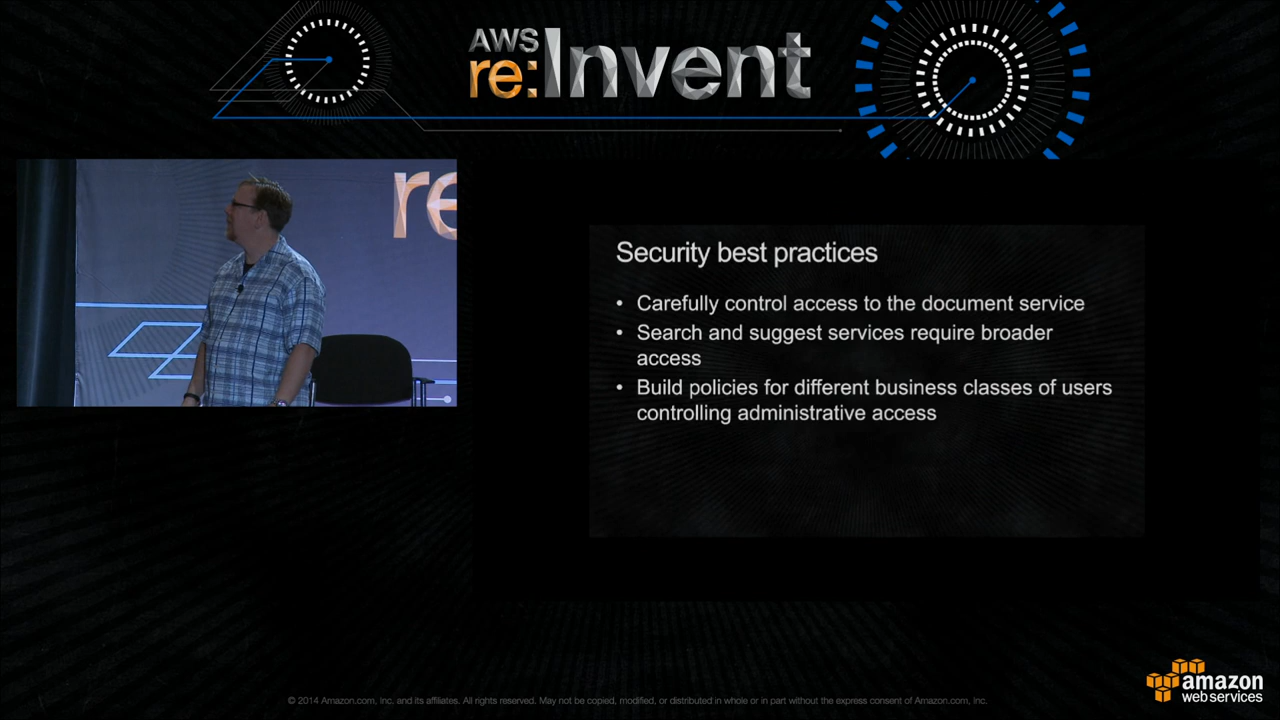 AWS
re:Invent
re
Security best practices
• Carefully control access to the document service
• Search and suggest services require broader
access
• Build policies for different business classes of users
controlling administrative access
amazon
web services
© 2014 Amazon.com, Inc, and its affiliates. All rights reserved. May not be copied, modified, or distributed in whole or in part without the express consent of Amazon.com, Inc.